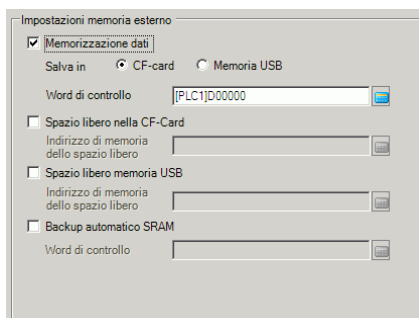 Impostazioni memoria esterno
Memorizzazione dati
Salva in CF-card Memoria USB
Word di controllo [PLC1]D00000
Spazio libero nella CF-Card
Indirizzo di memoria
dello spazio libero
Spazio libero memoria USB
Indirizzo di memoria
dello spazio libero
Backup automatico SRAM
Word di controllo